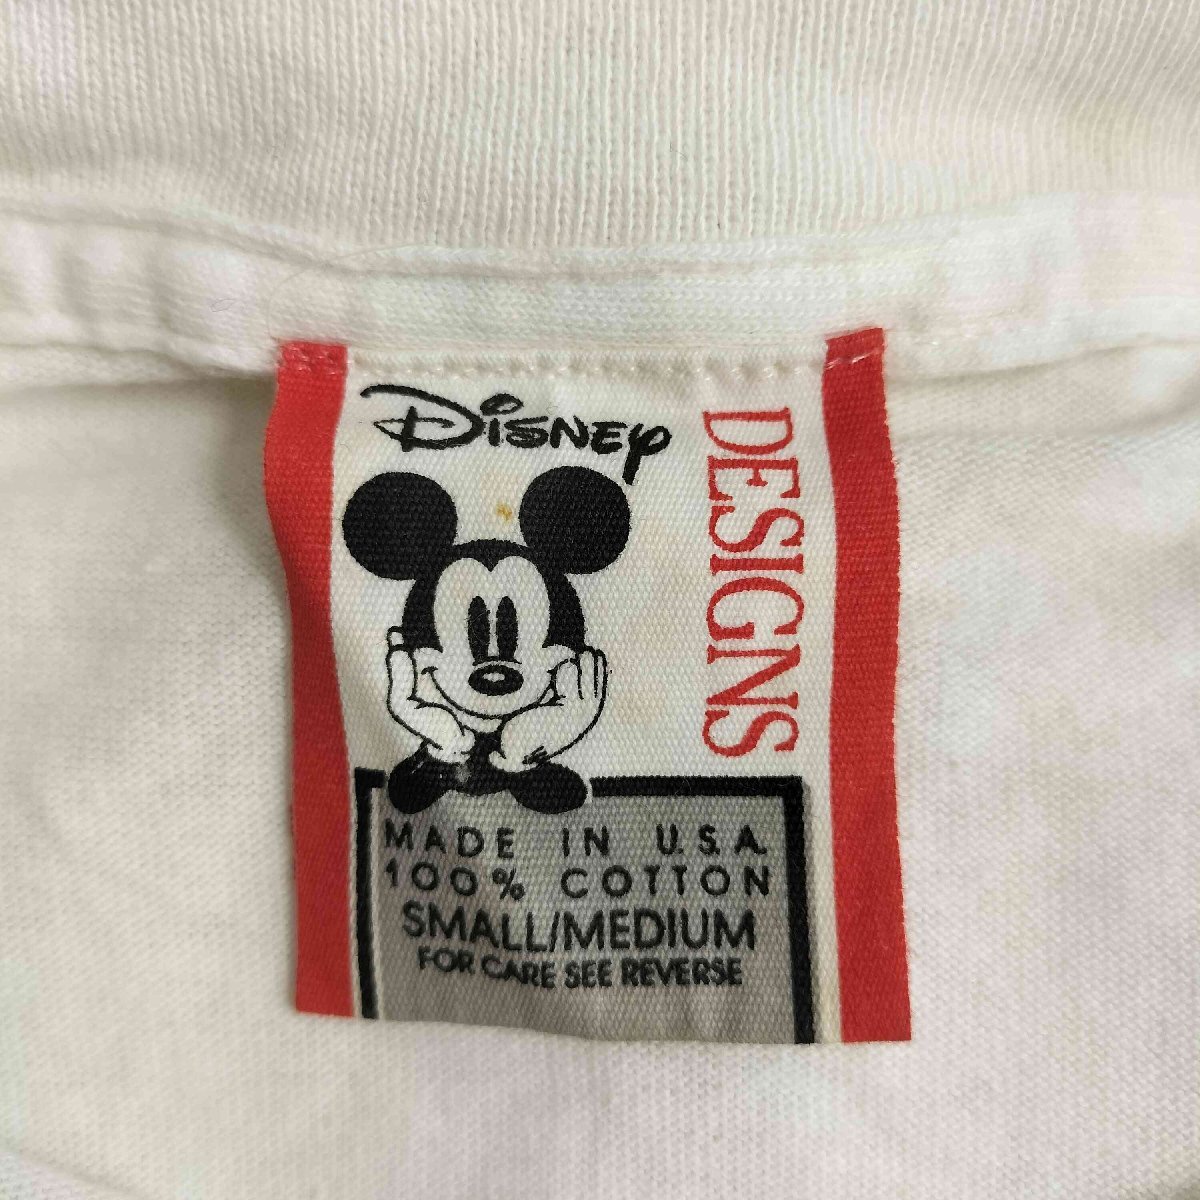 Disney
DESIGNS
MADE IN U.S.A.
100% COTTON
SMALL/MEDIUM
FOR CARE SEE REVERSE